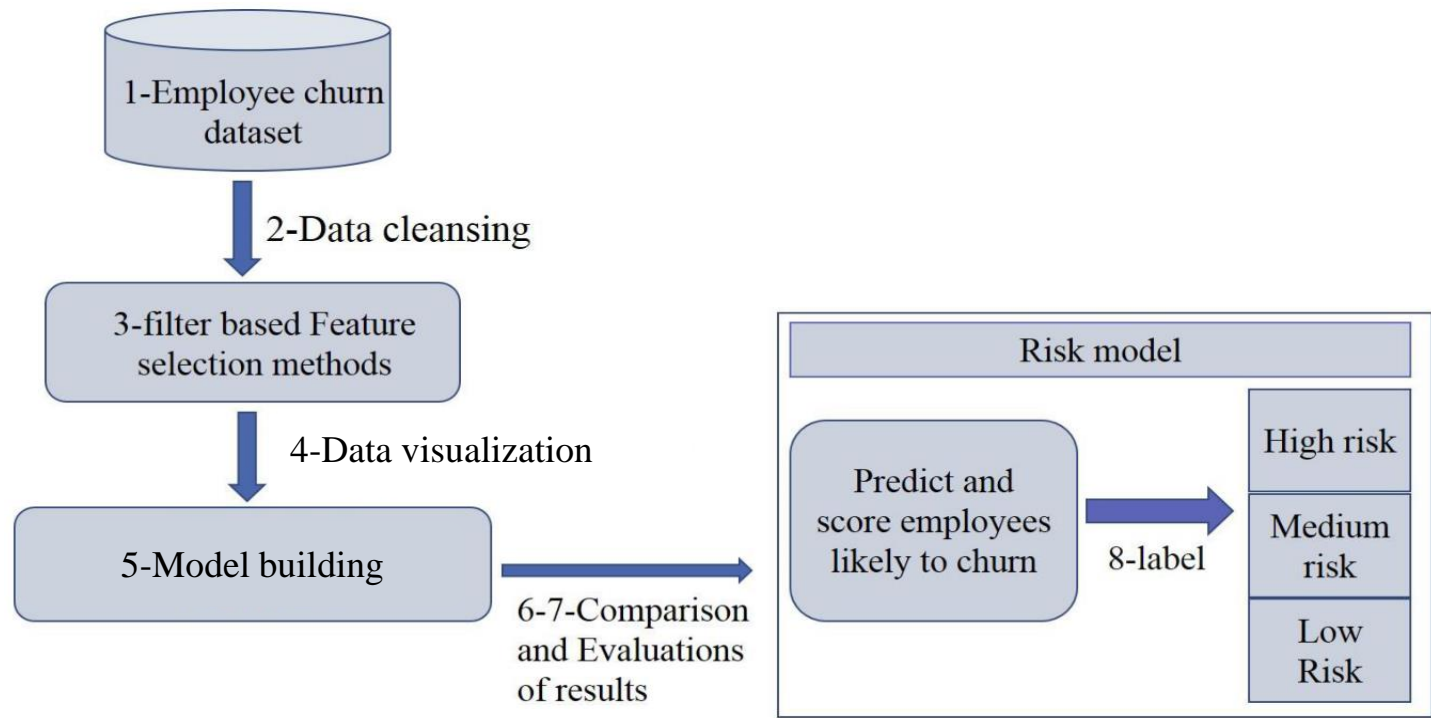 1-Employee churn
dataset
2-Data cleansing
3-filter based Feature
selection methods
4-Data visualization
5-Model building
6-7-Comparison
and Evaluations
of results
Risk model
Predict and
score employees
likely to churn
8-label
High risk
Medium
risk
Low
Risk